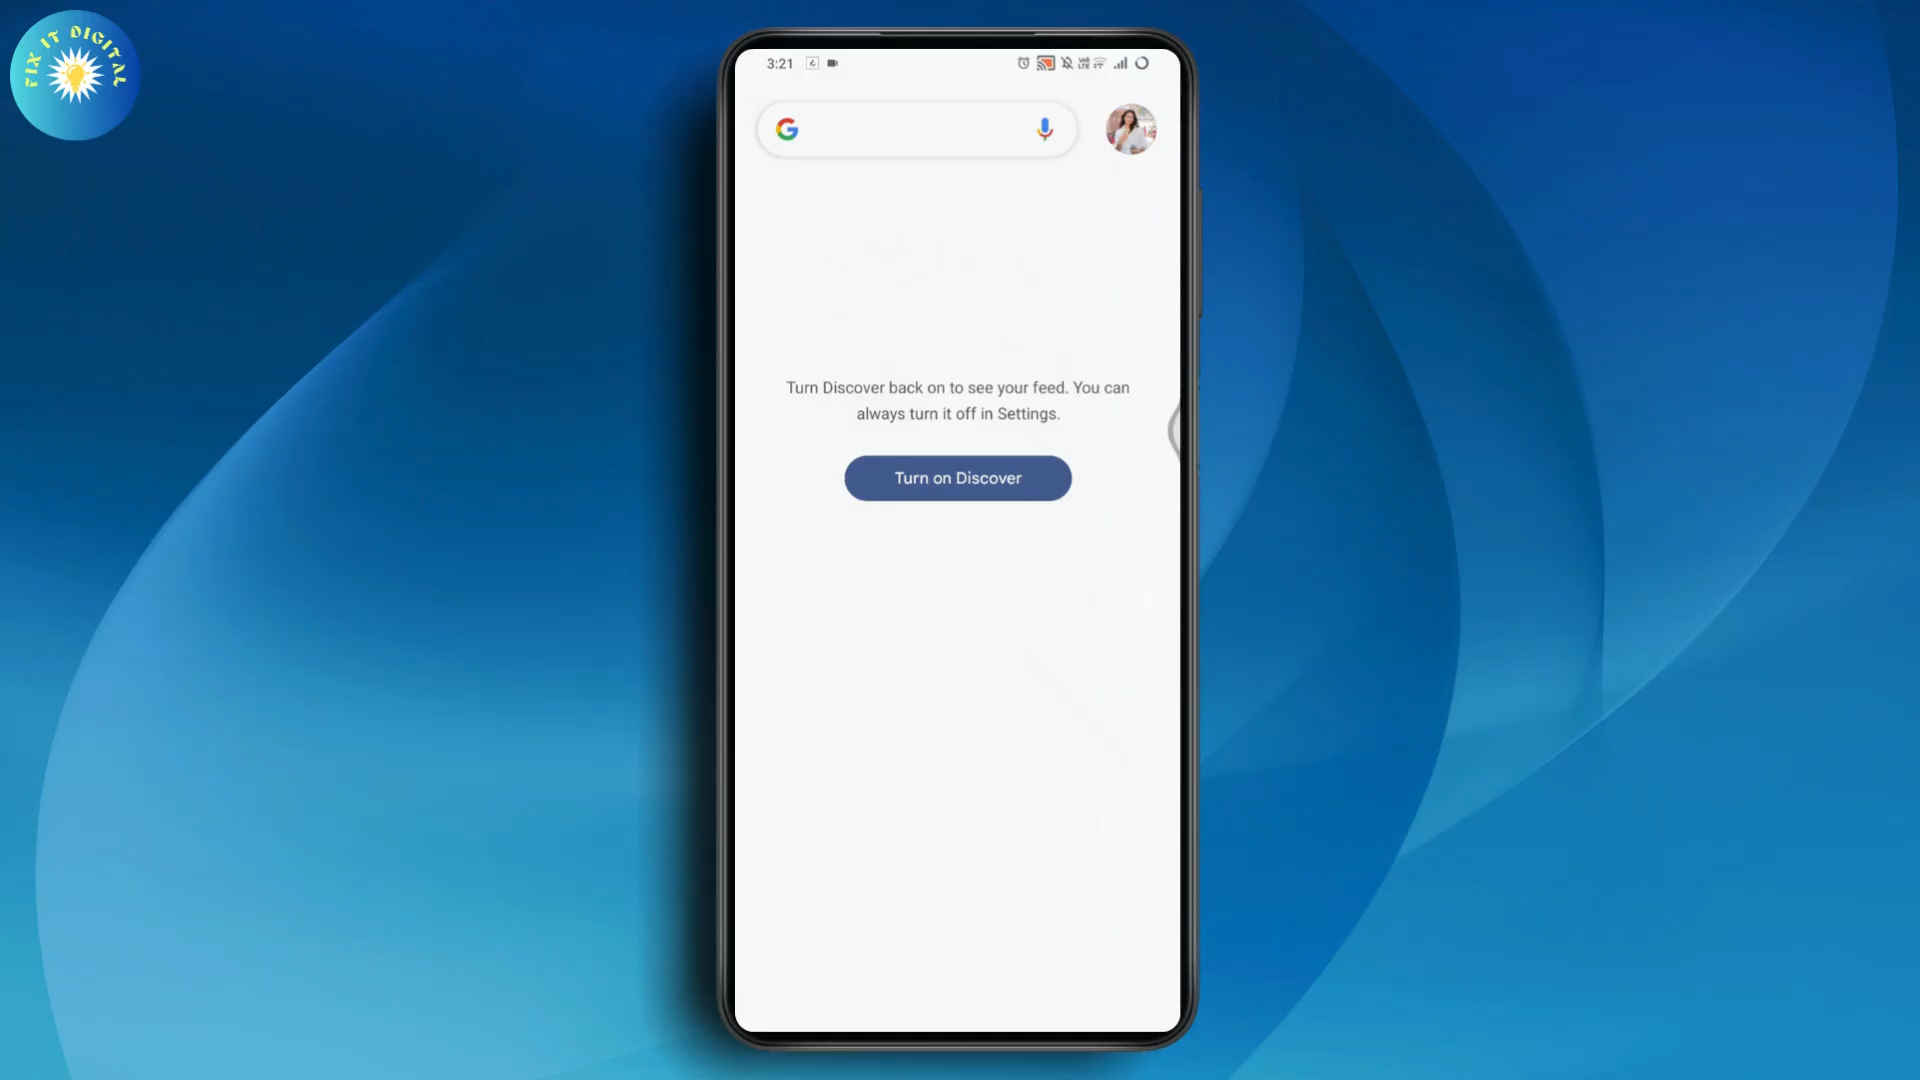 FIX IT DIGITAL
3:21
Turn Discover back on to see your feed. You can
always turn it off in Settings.
Turn on Discover